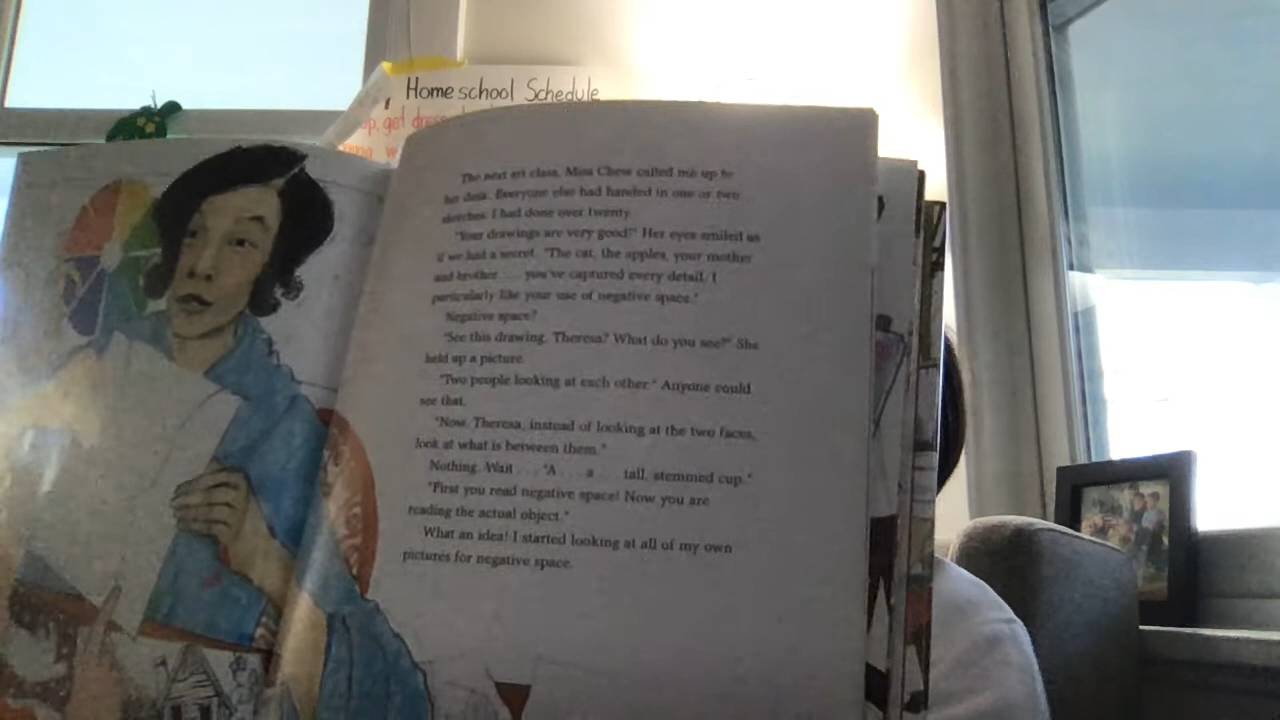 Homeschool Schedule
up, get dress
The next art class, Miss Chew called me up to
her desk. Everyone else had handed in one or two
sketches. I had done over twenty.
"Your drawings are very good!" Her eyes smiled as
if we had a secret. "The cat, the apples, your mother
and brother . . . you've captured every detail. I
particularly like your use of negative space."
Negative space?
"See this drawing, Theresa? What do you see?" She
held up a picture.
"Two people looking at each other." Anyone could
see that.
"Now, Theresa, instead of looking at the two faces,
look at what is between them."
Nothing. Wait . . . "A . . . a . . . tall, stemmed cup."
"First you read negative space! Now you are
reading the actual object."
What an idea! I started looking at all of my own
pictures for negative space.